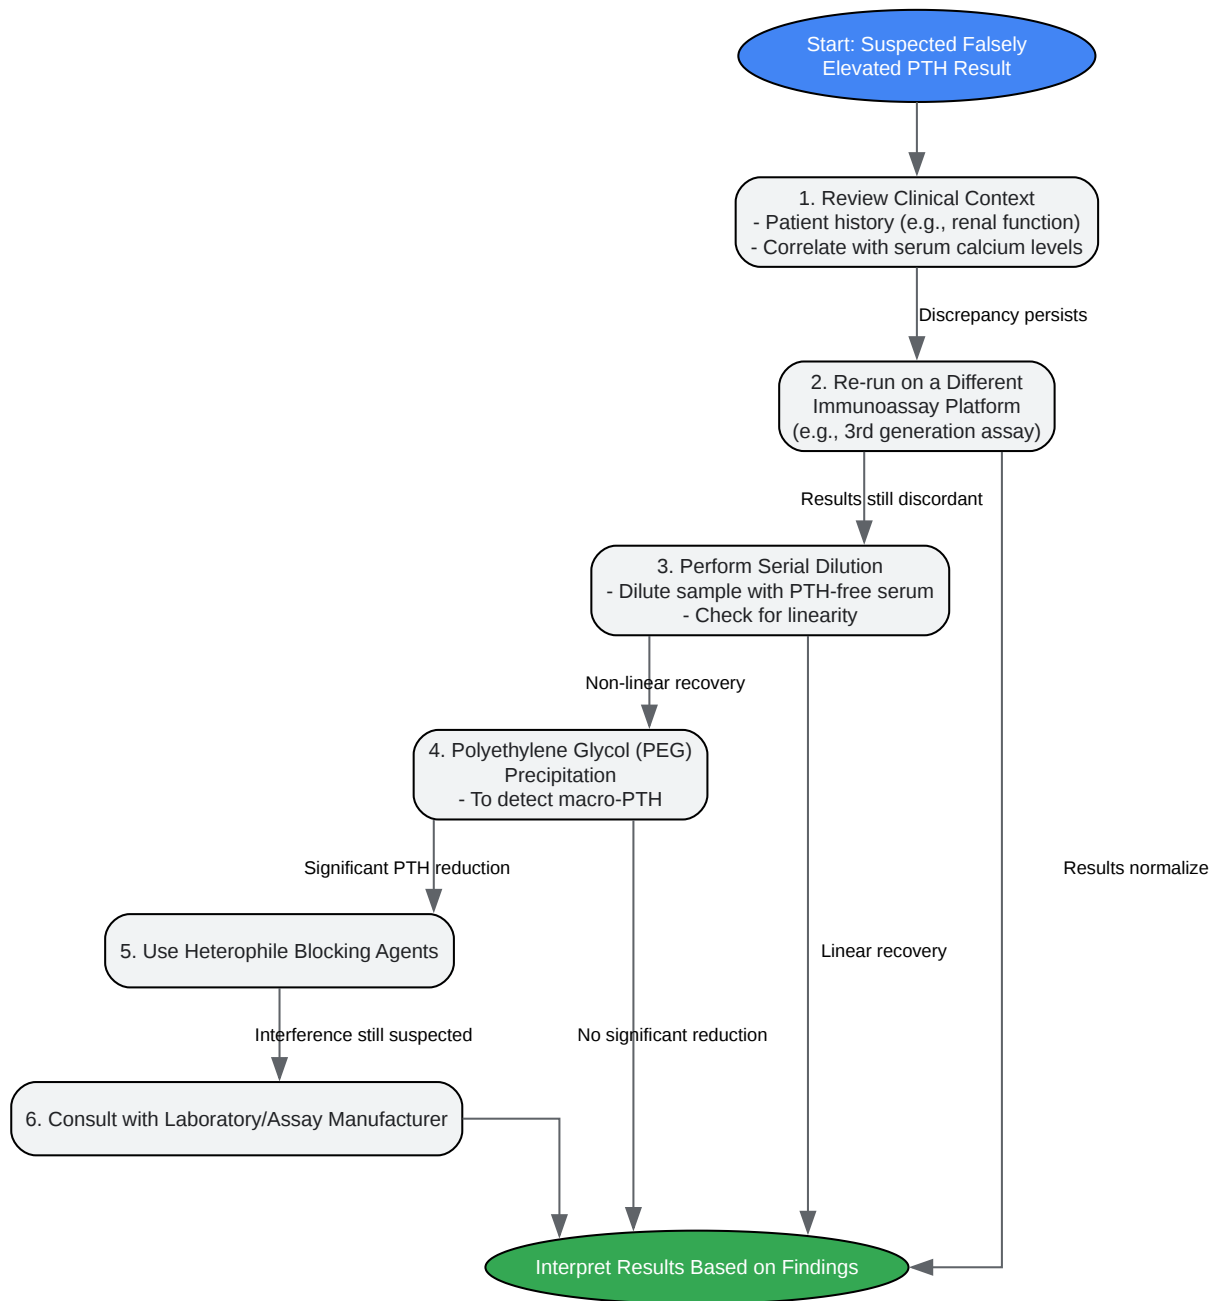 Start: Suspected Falsely
Elevated PTH Result
1. Review Clinical Context
- Patient history (e.g., renal function)
- Correlate with serum calcium levels
Discrepancy persists
2. Re-run on a Different
Immunoassay Platform
(e.g., 3rd generation assay)
Results still discordant
3. Perform Serial Dilution
- Dilute sample with PTH-free serum
- Check for linearity
Non-linear recovery
4. Polyethylene Glycol (PEG)
Precipitation
- To detect macro-PTH
Significant PTH reduction
Results normalize
5. Use Heterophile Blocking Agents
Linear recovery
Interference still suspected
No significant reduction
6. Consult with Laboratory/Assay Manufacturer
Interpret Results Based on Findings